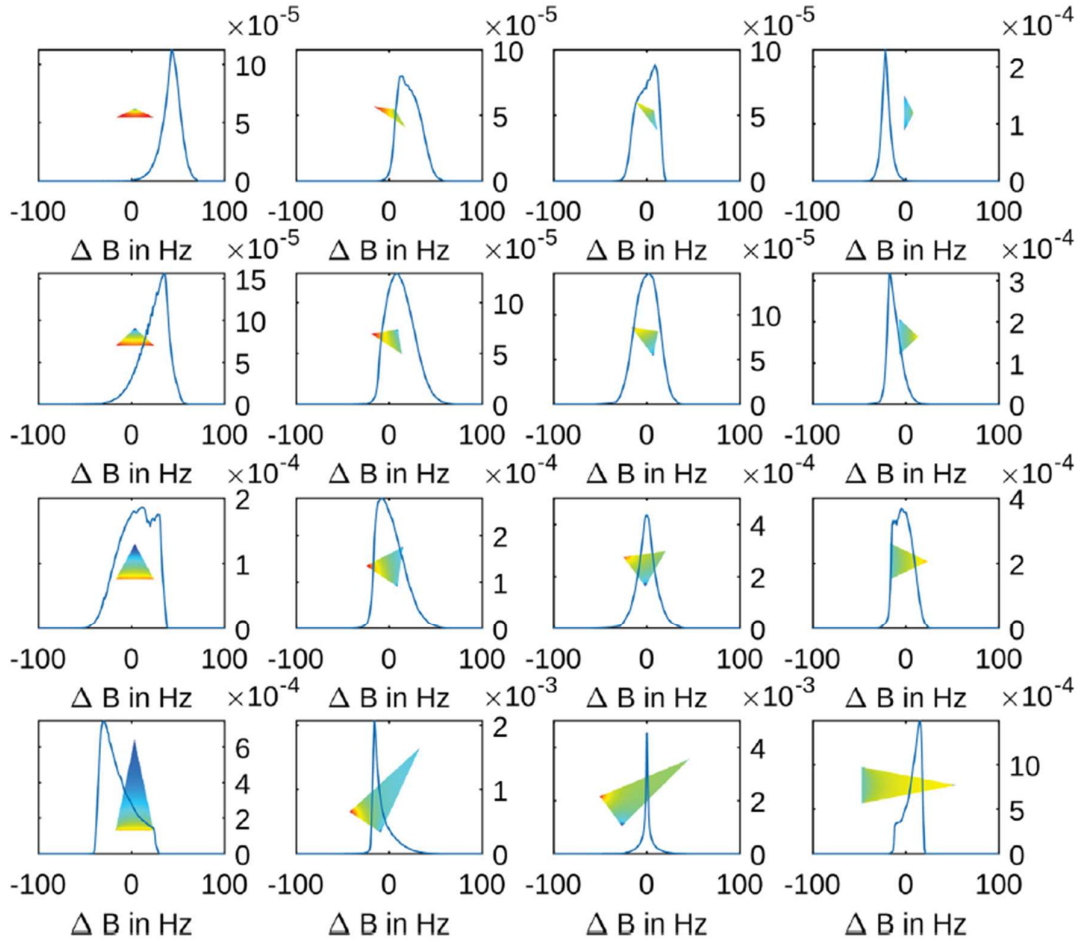 ×10-5 ×10-5 ×10-5 ×10-4
10 10 10 2
5 5 5 1
0 0 0 0
-100 0 100 -100 0 100 -100 0 100 -100 0 100
Δ B in Hz ×10-5 Δ B in Hz ×10-5 Δ B in Hz ×10-5 Δ B in Hz ×10-4
15 10 10 3
10 5 5 2
5 0 0 1
0 0
-100 0 100 -100 0 100 -100 0 100 -100 0 100
Δ B in Hz ×10-4 Δ B in Hz ×10-4 Δ B in Hz ×10-4 Δ B in Hz ×10-4
2 2 4 4
1 1 2 2
0 0 0 0
-100 0 100 -100 0 100 -100 0 100 -100 0 100
Δ B in Hz ×10-4 Δ B in Hz ×10-3 Δ B in Hz ×10-3 Δ B in Hz ×10-4
6 2 4 10
4 1 2 5
2 0 0 0
0
-100 0 100 -100 0 100 -100 0 100 -100 0 100
Δ B in Hz Δ B in Hz Δ B in Hz Δ B in Hz